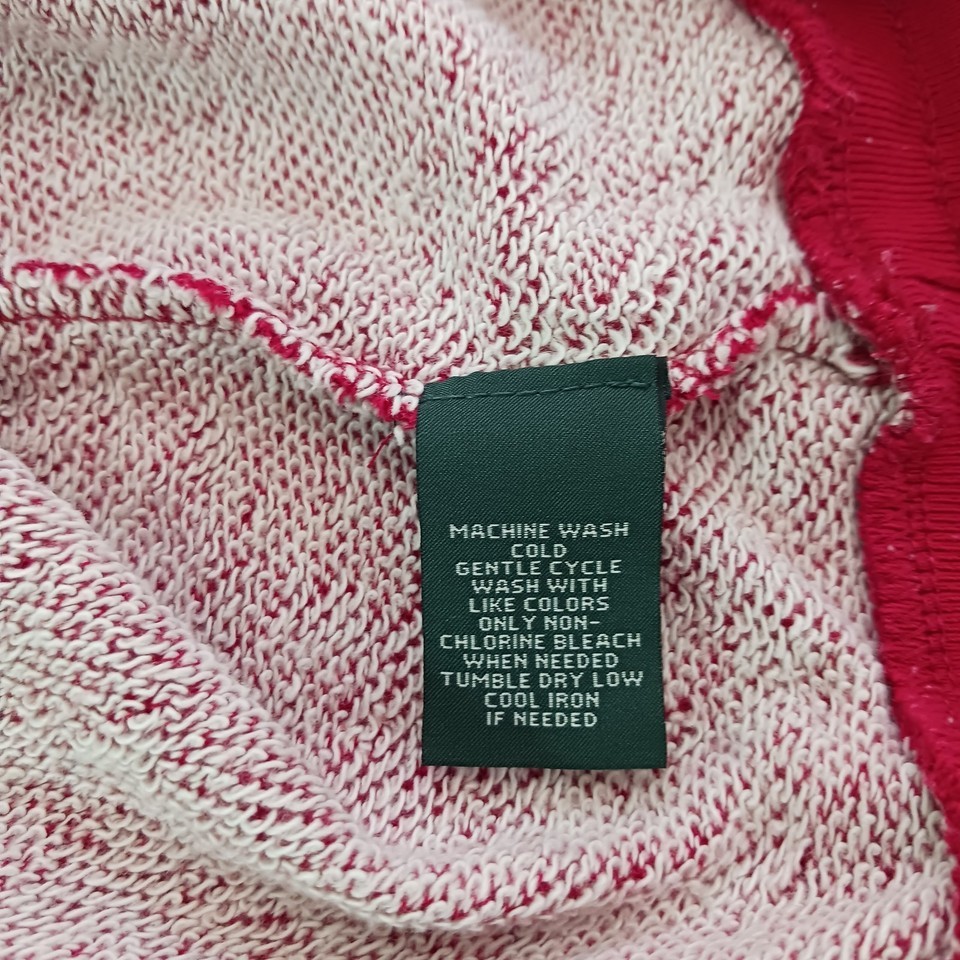 MACHINE WASH
COLD
GENTLE CYCLE
WASH WITH
LIKE COLORS
ONLY NON-
CHLORINE BLEACH
WHEN NEEDED
TUMBLE DRY LOW
COOL IRON
IF NEEDED